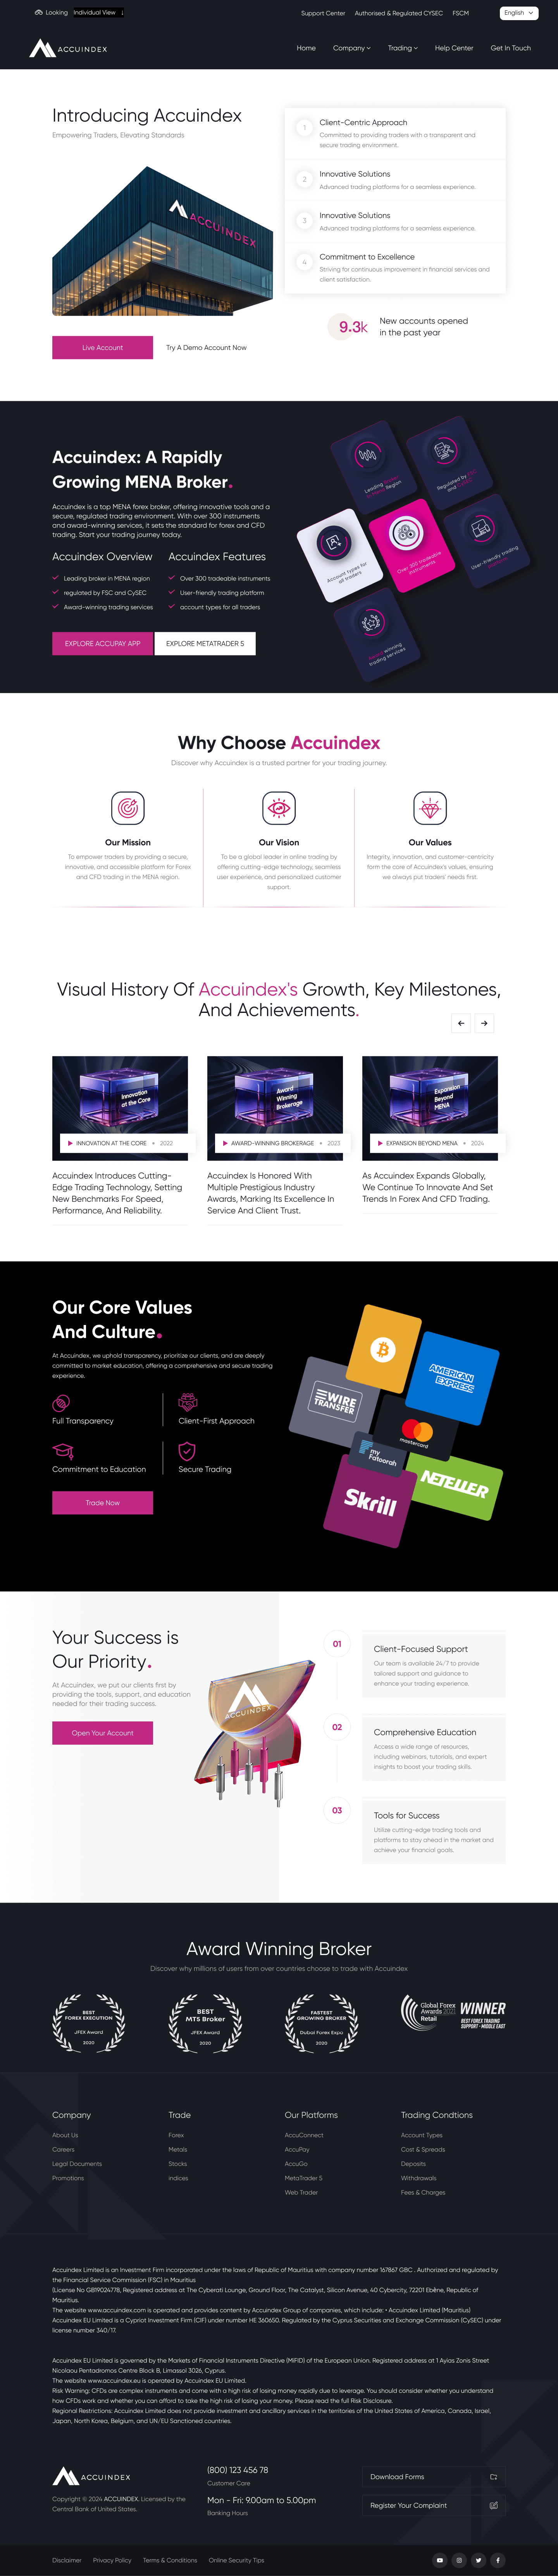 Looking
Individual View
Support Center
Authorised & Regulated CYSEC
FSCM
English
ACCUINDEX
Home
Company
Trading
Help Center
Get In Touch
Introducing Accuindex
Empowering Traders, Elevating Standards
ACCUINDEX
Live Account
Try A Demo Account Now
1
Client-Centric Approach
Committed to providing traders with a transparent and
secure trading environment.
2
Innovative Solutions
Advanced trading platforms for a seamless experience.
3
Innovative Solutions
Advanced trading platforms for a seamless experience.
4
Commitment to Excellence
Striving for continuous improvement in financial services and
client satisfaction.
9.3k
New accounts opened
in the past year
Accuindex: A Rapidly
Growing MENA Broker.
Accuindex is a top MENA forex broker, offering innovative tools and a
secure, regulated trading environment. With over 300 instruments
and award-winning services, it sets the standard for forex and CFD
trading. Start your trading journey today.
Accuindex Overview
Leading broker in MENA region
regulated by FSC and CySEC
Award-winning trading services
Accuindex Features
Over 300 tradeable instruments
User-friendly trading platform
account types for all traders
EXPLORE ACCUPAY APP
EXPLORE METATRADER 5
Leading
Region
Regulated by FSC
and
Account types for
all traders
Over 300 tradeable
instruments
User-friendly trading
Award winning
trading services
Why Choose Accuindex
Discover why Accuindex is a trusted partner for your trading journey.
Our Mission
To empower traders by providing a secure,
innovative, and accessible platform for Forex
and CFD trading in the MENA region.
Our Vision
To be a global leader in online trading by
offering cutting-edge technology, seamless
user experience, and personalized customer
support.
Our Values
Integrity, innovation, and customer-centricity
form the core of Accuindex's values, ensuring
we always put traders' needs first.
Visual History Of Accuindex's Growth, Key Milestones,
And Achievements.
Innovation
at the Core
INNOVATION AT THE CORE 2022
Accuindex Introduces Cutting-
Edge Trading Technology, Setting
New Benchmarks For Speed,
Performance, And Reliability.
Award
Winning
Brokerage
AWARD-WINNING BROKERAGE 2023
Accuindex Is Honored With
Multiple Prestigious Industry
Awards, Marking Its Excellence In
Service And Client Trust.
Expansion
Beyond
MENA
EXPANSION BEYOND MENA 2024
As Accuindex Expands Globally,
We Continue To Innovate And Set
Trends In Forex And CFD Trading.
Our Core Values
And Culture.
At Accuindex, we uphold transparency, prioritize our clients, and are deeply
committed to market education, offering a comprehensive and secure trading
experience.
Full Transparency
Client-First Approach
Commitment to Education
Secure Trading
Trade Now
AMERICAN
EXPRESS
WIRE
TRANSFER
mastercard
my
Fatoorah
NETELLER
Skrill
Your Success is
Our Priority.
At Accuindex, we put our clients first by
providing the tools, support, and education
needed for their trading success.
Open Your Account
ACCUINDEX
01
Client-Focused Support
Our team is available 24/7 to provide
tailored support and guidance to
enhance your trading experience.
02
Comprehensive Education
Access a wide range of resources,
including webinars, tutorials, and expert
insights to boost your trading skills.
03
Tools for Success
Utilize cutting-edge trading tools and
platforms to stay ahead in the market and
achieve your financial goals.
Award Winning Broker
Discover why millions of users from over countries choose to trade with Accuindex
BEST
FOREX EXECUTION
JFEX Award
2020
BEST
MT5 Broker
JFEX Award
2020
FASTEST
GROWING BROKER
Dubai Forex Expo
2020
Global Forex
Awards 2021
Retail
WINNER
BEST FOREX TRADING
SUPPORT - MIDDLE EAST
Company
About Us
Careers
Legal Documents
Promotions
Trade
Forex
Metals
Stocks
indices
Our Platforms
AccuConnect
AccuPay
AccuGo
MetaTrader 5
Web Trader
Trading Condtions
Account Types
Cost & Spreads
Deposits
Withdrawals
Fees & Charges
Accuindex Limited is an Investment Firm incorporated under the laws of Republic of Mauritius with company number 167867 GBC . Authorized and regulated by
the Financial Service Commission (FSC) in Mauritius
(License No GB19024778, Registered address at The Cyberati Lounge, Ground Floor, The Catalyst, Silicon Avenue, 40 Cybercity, 72201 Ebène, Republic of
Mauritius.
The website www.accuindex.com is operated and provides content by Accuindex Group of companies, which include: • Accuindex Limited (Mauritius)
Accuindex EU Limited is a Cypriot Investment Firm (CIF) under number HE 360650. Regulated by the Cyprus Securities and Exchange Commission (CySEC) under
license number 340/17.
Accuindex EU Limited is governed by the Markets of Financial Instruments Directive (MiFID) of the European Union. Registered address at 1 Ayias Zonis Street
Nicolaou Pentadromos Centre Block B, Limassol 3026, Cyprus.
The website www.accuindex.eu is operated by Accuindex EU Limited.
Risk Warning: CFDs are complex instruments and come with a high risk of losing money rapidly due to leverage. You should consider whether you understand
how CFDs work and whether you can afford to take the high risk of losing your money. Please read the full Risk Disclosure.
Regional Restrictions: Accuindex Limited does not provide investment and ancillary services in the territories of the United States of America, Canada, Israel,
Japan, North Korea, Belgium, and UN/EU Sanctioned countries.
ACCUINDEX
Copyright © 2024 ACCUINDEX. Licensed by the
Central Bank of United States.
(800) 123 456 78
Customer Care
Mon - Fri: 9.00am to 5.00pm
Banking Hours
Download Forms
Register Your Complaint
Disclaimer
Privacy Policy
Terms & Conditions
Online Security Tips